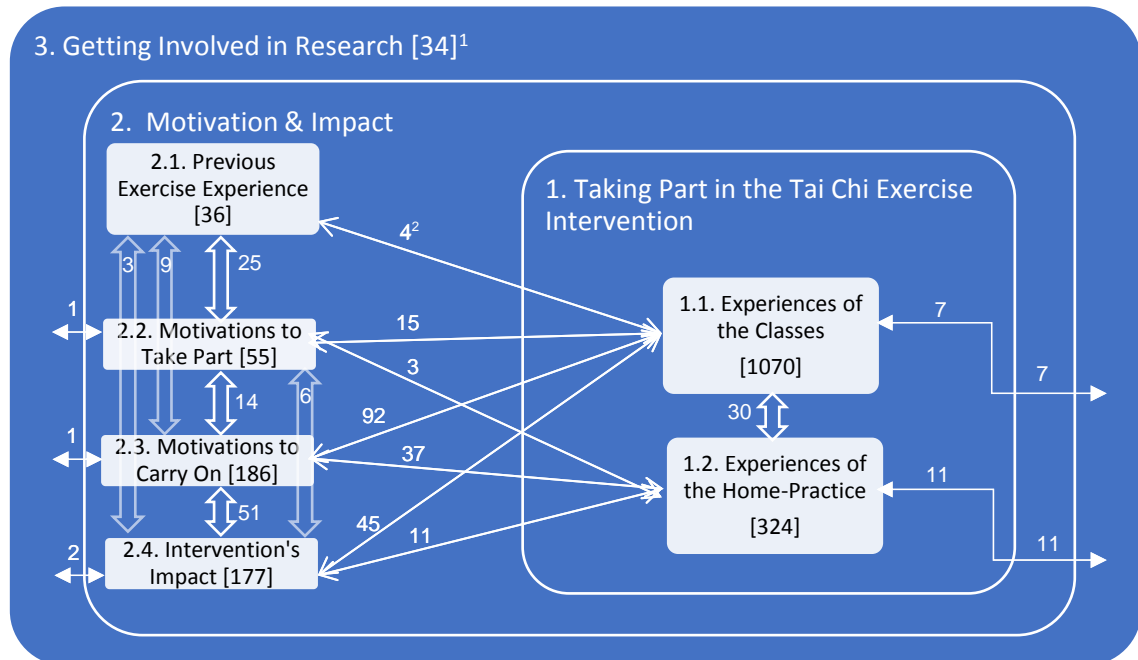 3. Getting Involved in Research [34]¹
2. Motivation & Impact
2.1. Previous
Exercise Experience
[36]
1. Taking Part in the Tai Chi Exercise
Intervention
4²
3
9
25
1
2.2. Motivations to
Take Part [55]
15
3
1.1. Experiences of
the Classes
[1070]
7
7
14
6
92
30
1
2.3. Motivations to
Carry On [186]
37
1.2. Experiences of
the Home-Practice
[324]
11
11
51
45
11
2
2.4. Intervention's
Impact [177]